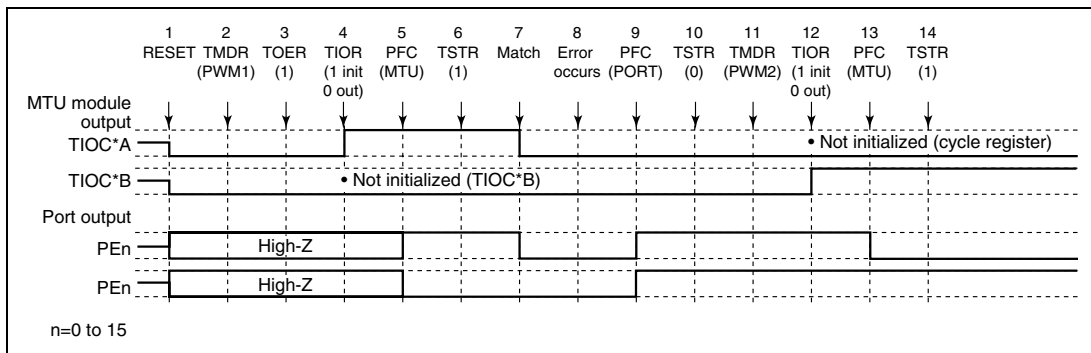 1 2 3 4 5 6 7 8 9 10 11 12 13 14
RESET TMDR TOER TIOR PFC TSTR Match Error PFC TSTR TMDR TIOR PFC TSTR
(PWM1) (1) (1 init (MTU) (1) occurs (PORT) (0) (PWM2) (1 init (MTU) (1)
0 out) 0 out)
MTU module
output
TIOC*A
• Not initialized (cycle register)
TIOC*B
• Not initialized (TIOC*B)
Port output
PEn
High-Z
PEn
High-Z
n=0 to 15